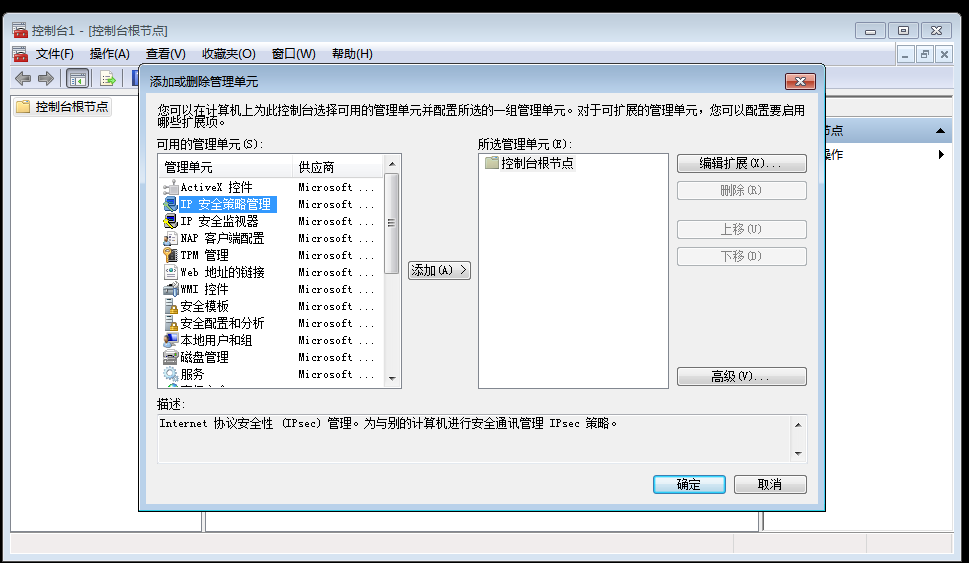 控制台1 - [控制台根节点]
文件(F) 操作(A) 查看(V) 收藏夹(O) 窗口(W) 帮助(H)
控制台根节点
添加或删除管理单元
您可以在计算机上为此控制台选择可用的管理单元并配置所选的一组管理单元。对于可扩展的管理单元，您可以配置要启用
哪些扩展项。
可用的管理单元(S):
管理单元 供应商
ActiveX 控件 Microsoft ...
IP 安全策略管理 Microsoft ...
IP 安全监视器 Microsoft ...
NAP 客户端配置 Microsoft ...
TPM 管理 Microsoft ...
Web 地址的链接 Microsoft ...
WMI 控件 Microsoft ...
安全模板 Microsoft ...
安全配置和分析 Microsoft ...
本地用户和组 Microsoft ...
磁盘管理 Microsoft ...
服务 Microsoft ...
添加(A) >
所选管理单元(E):
控制台根节点
编辑扩展(X)...
删除(R)
上移(U)
下移(D)
高级(V)...
节点
操作
描述:
Internet 协议安全性 (IPsec) 管理。为与别的计算机进行安全通讯管理 IPsec 策略。
确定
取消